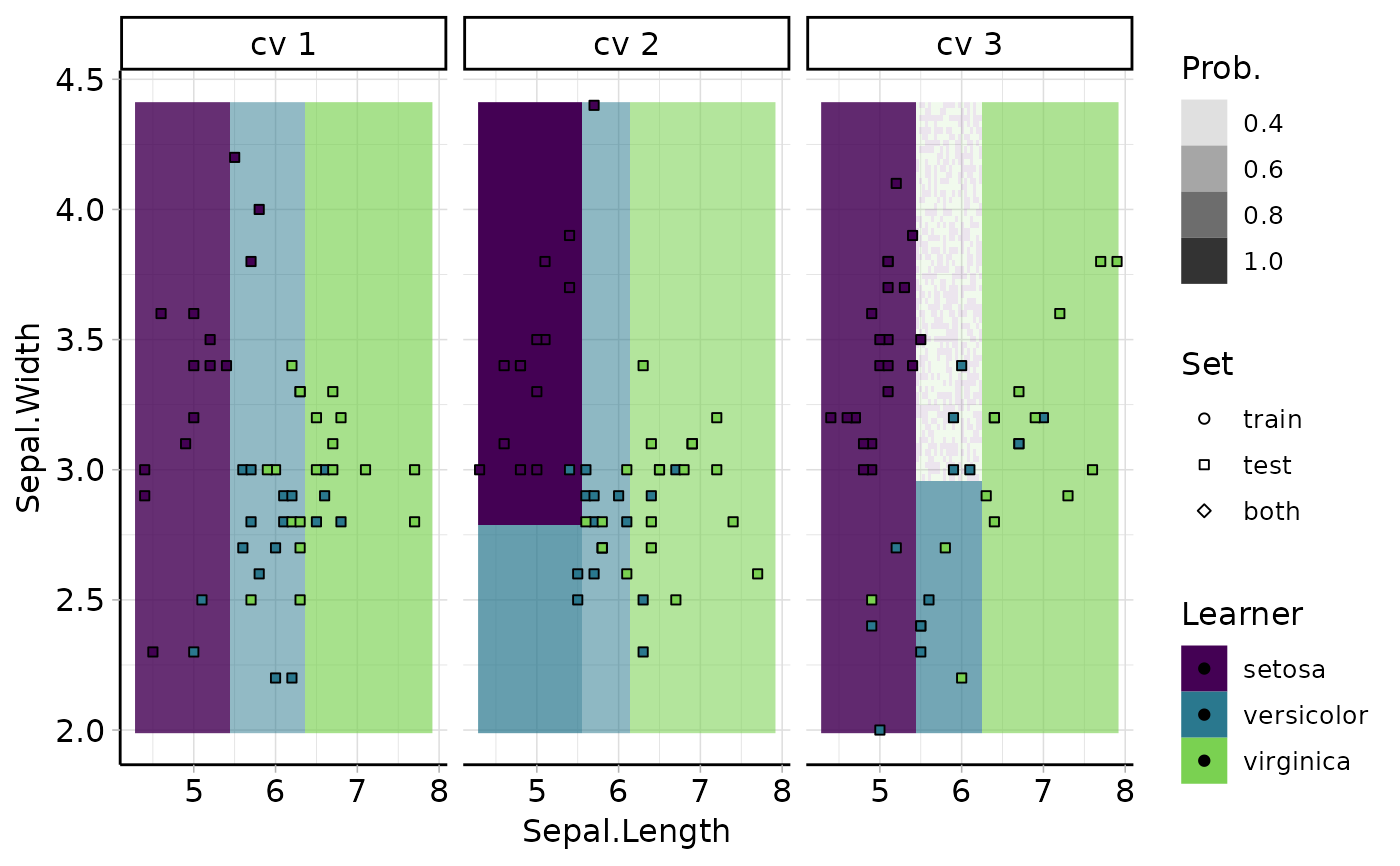 cv 1 cv 2 cv 3
4.5
4.0
3.5
3.0
2.5
2.0
Sepal.Width
5 6 7 8 5 6 7 8 5 6 7 8
Sepal.Length
Prob.
0.4
0.6
0.8
1.0
Set
train
test
both
Learner
setosa
versicolor
virginica